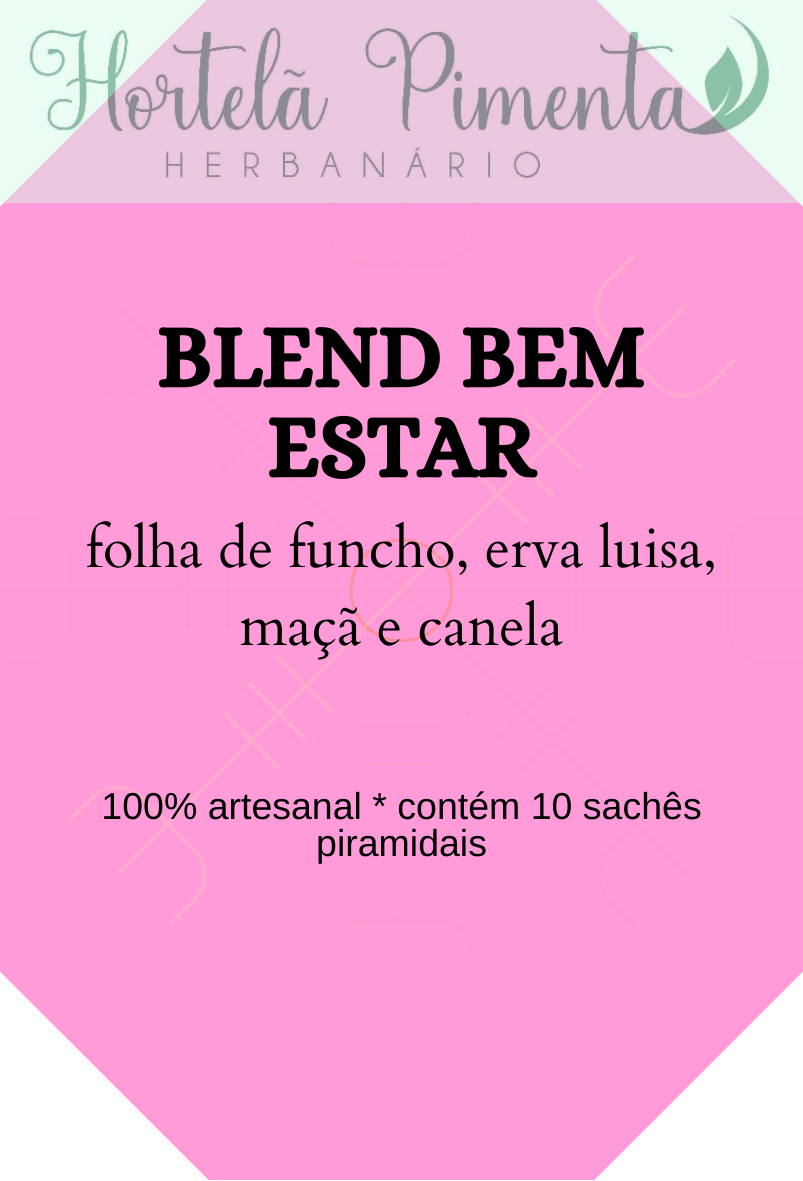 Hortelã Pimenta
HERBANÁRIO
BLEND BEM
ESTAR
folha de funcho, erva luisa,
maçã e canela
100% artesanal * contém 10 sachês
piramidais